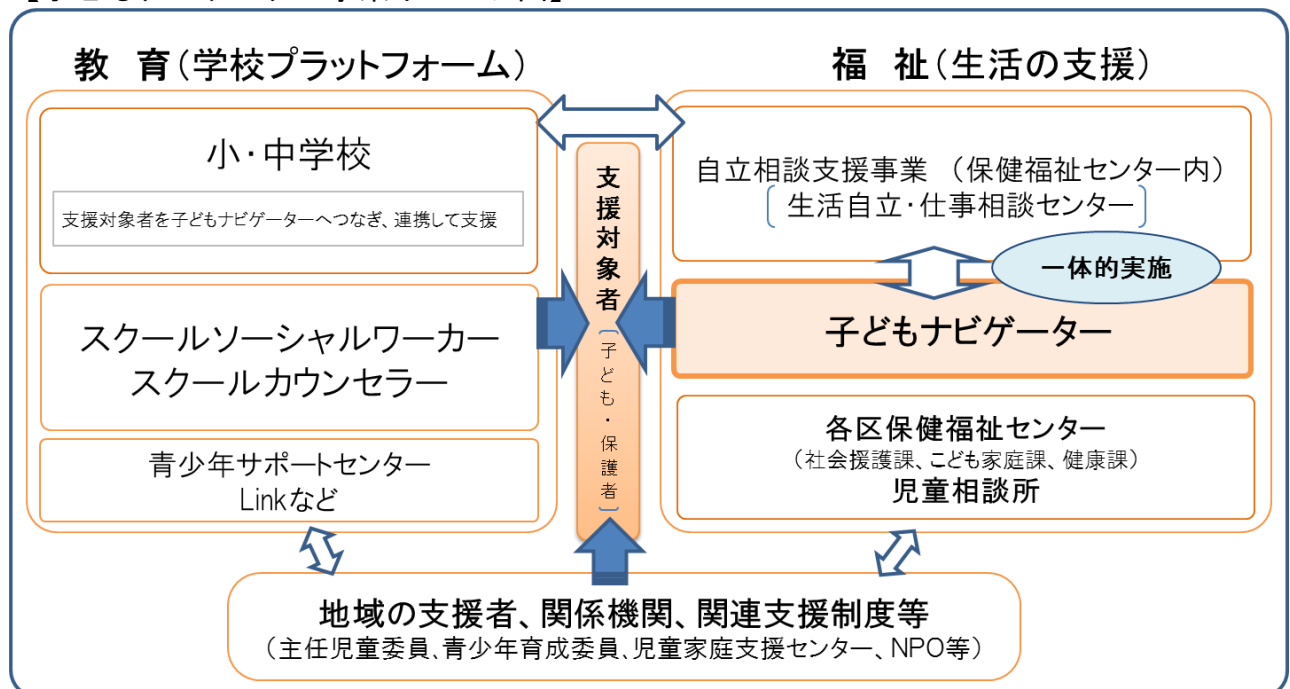 教 育(学校プラットフォーム)
小・中学校
支援対象者を子どもナビゲーターへつなぎ、連携して支援
スクールソーシャルワーカー
スクールカウンセラー
青少年サポートセンター
Linkなど
支援対象者〔子ども・保護者〕
福 祉(生活の支援)
自立相談支援事業 (保健福祉センター内)
〔生活自立・仕事相談センター〕
一体的実施
子どもナビゲーター
各区保健福祉センター
(社会援護課、こども家庭課、健康課)
児童相談所
地域の支援者、関係機関、関連支援制度等
(主任児童委員、青少年育成委員、児童家庭支援センター、NPO等)